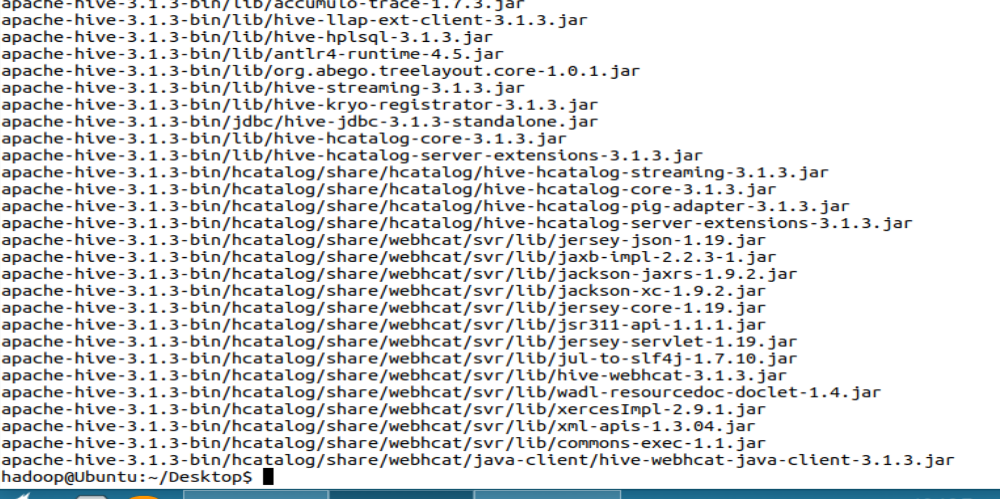 apache-hive-3.1.3-bin/lib/accumulo-trace-1.7.3.jar
apache-hive-3.1.3-bin/lib/hive-llap-ext-client-3.1.3.jar
apache-hive-3.1.3-bin/lib/hive-hplsql-3.1.3.jar
apache-hive-3.1.3-bin/lib/antlr4-runtime-4.5.jar
apache-hive-3.1.3-bin/lib/org.abego.treelayout.core-1.0.1.jar
apache-hive-3.1.3-bin/lib/hive-streaming-3.1.3.jar
apache-hive-3.1.3-bin/lib/hive-kryo-registrator-3.1.3.jar
apache-hive-3.1.3-bin/jdbc/hive-jdbc-3.1.3-standalone.jar
apache-hive-3.1.3-bin/lib/hive-hcatalog-core-3.1.3.jar
apache-hive-3.1.3-bin/lib/hive-hcatalog-server-extensions-3.1.3.jar
apache-hive-3.1.3-bin/hcatalog/share/hcatalog/hive-hcatalog-streaming-3.1.3.jar
apache-hive-3.1.3-bin/hcatalog/share/hcatalog/hive-hcatalog-core-3.1.3.jar
apache-hive-3.1.3-bin/hcatalog/share/hcatalog/hive-hcatalog-pig-adapter-3.1.3.jar
apache-hive-3.1.3-bin/hcatalog/share/hcatalog/hive-hcatalog-server-extensions-3.1.3.jar
apache-hive-3.1.3-bin/hcatalog/share/webhcat/svr/lib/jersey-json-1.19.jar
apache-hive-3.1.3-bin/hcatalog/share/webhcat/svr/lib/jaxb-impl-2.2.3-1.jar
apache-hive-3.1.3-bin/hcatalog/share/webhcat/svr/lib/jackson-jaxrs-1.9.2.jar
apache-hive-3.1.3-bin/hcatalog/share/webhcat/svr/lib/jackson-xc-1.9.2.jar
apache-hive-3.1.3-bin/hcatalog/share/webhcat/svr/lib/jersey-core-1.19.jar
apache-hive-3.1.3-bin/hcatalog/share/webhcat/svr/lib/jsr311-api-1.1.1.jar
apache-hive-3.1.3-bin/hcatalog/share/webhcat/svr/lib/jersey-servlet-1.19.jar
apache-hive-3.1.3-bin/hcatalog/share/webhcat/svr/lib/jul-to-slf4j-1.7.10.jar
apache-hive-3.1.3-bin/hcatalog/share/webhcat/svr/lib/hive-webhcat-3.1.3.jar
apache-hive-3.1.3-bin/hcatalog/share/webhcat/svr/lib/wadl-resourcedoc-doclet-1.4.jar
apache-hive-3.1.3-bin/hcatalog/share/webhcat/svr/lib/xercesImpl-2.9.1.jar
apache-hive-3.1.3-bin/hcatalog/share/webhcat/svr/lib/xml-apis-1.3.04.jar
apache-hive-3.1.3-bin/hcatalog/share/webhcat/svr/lib/commons-exec-1.1.jar
apache-hive-3.1.3-bin/hcatalog/share/webhcat/java-client/hive-webhcat-java-client-3.1.3.jar
hadoop@Ubuntu:~/Desktop$